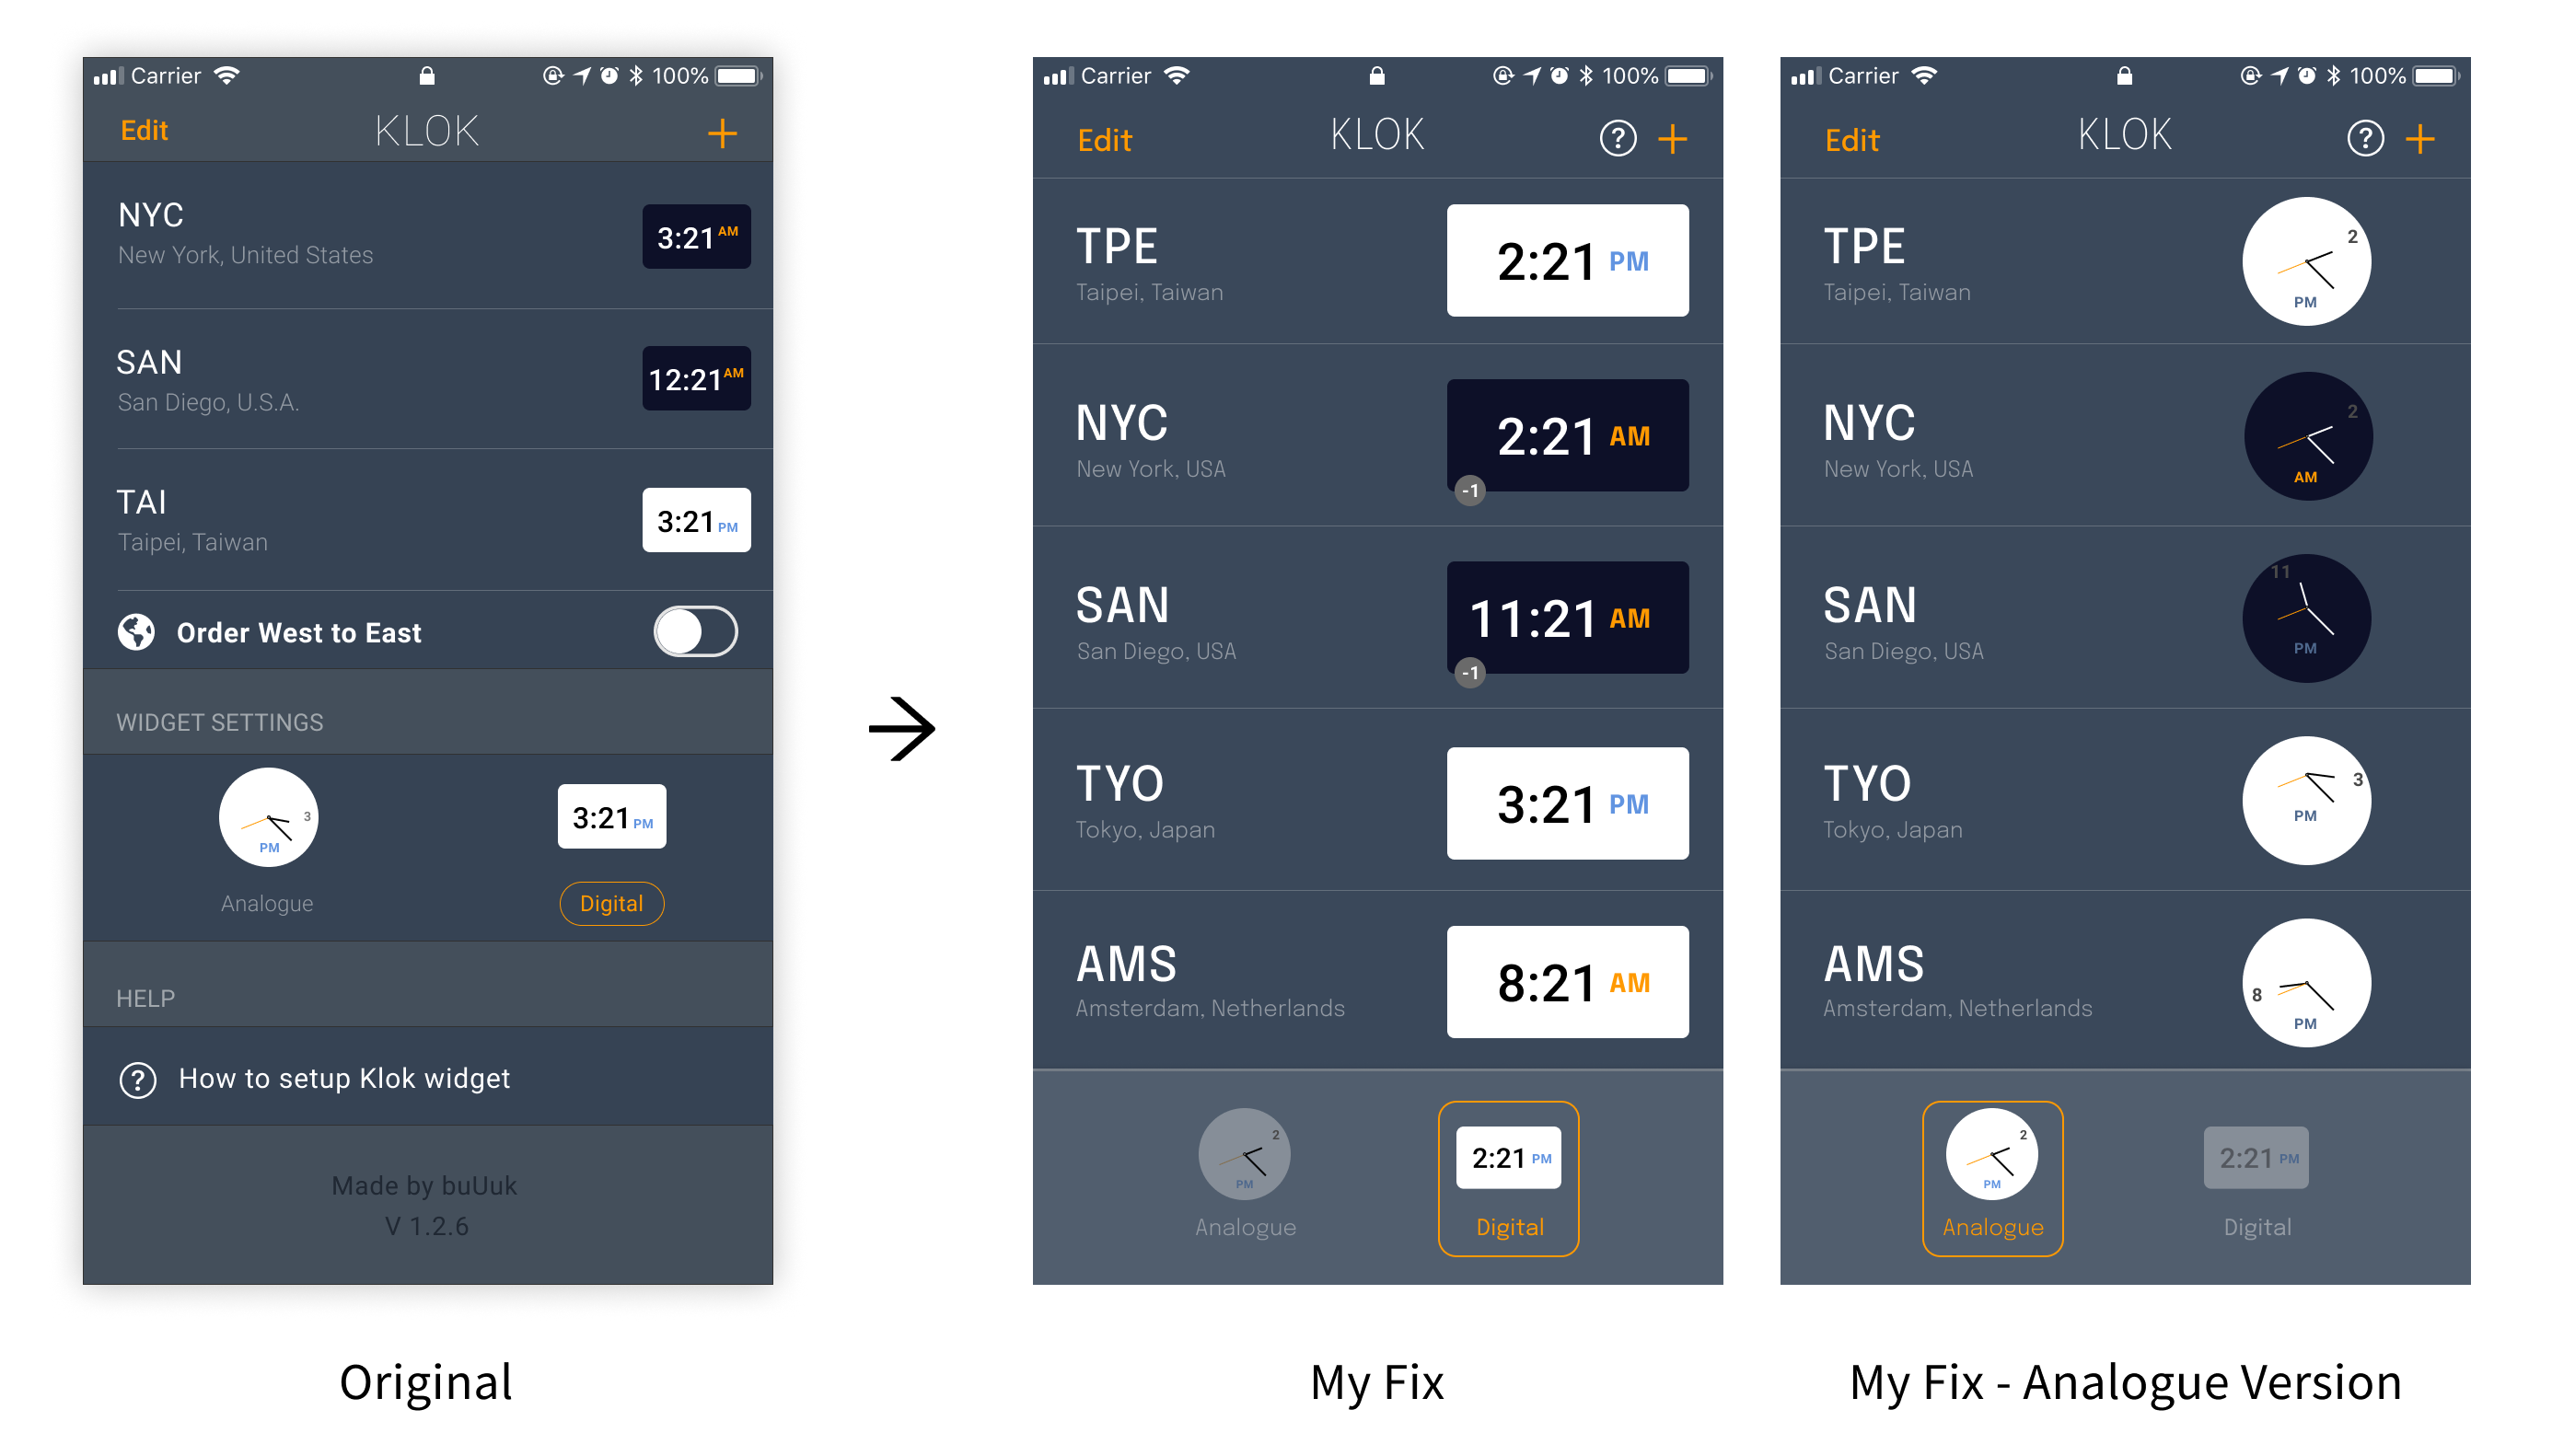 Carrier 100%
Edit KLOK +
NYC
New York, United States
3:21 AM
SAN
San Diego, U.S.A.
12:21 AM
TAI
Taipei, Taiwan
3:21 PM
Order West to East
WIDGET SETTINGS
3
PM
3:21 PM
Analogue Digital
HELP
? How to setup Klok widget
Made by buUuk
V 1.2.6
Original
Carrier 100%
Edit KLOK ? +
TPE
Taipei, Taiwan
2:21 PM
NYC
New York, USA
2:21 AM
-1
SAN
San Diego, USA
11:21 AM
-1
TYO
Tokyo, Japan
3:21 PM
AMS
Amsterdam, Netherlands
8:21 AM
2
PM
2:21 PM
Analogue Digital
My Fix
Carrier 100%
Edit KLOK ? +
TPE
Taipei, Taiwan
2
PM
NYC
New York, USA
2
AM
SAN
San Diego, USA
11
PM
TYO
Tokyo, Japan
3
PM
AMS
Amsterdam, Netherlands
8
PM
2
PM
2:21 PM
Analogue Digital
My Fix - Analogue Version